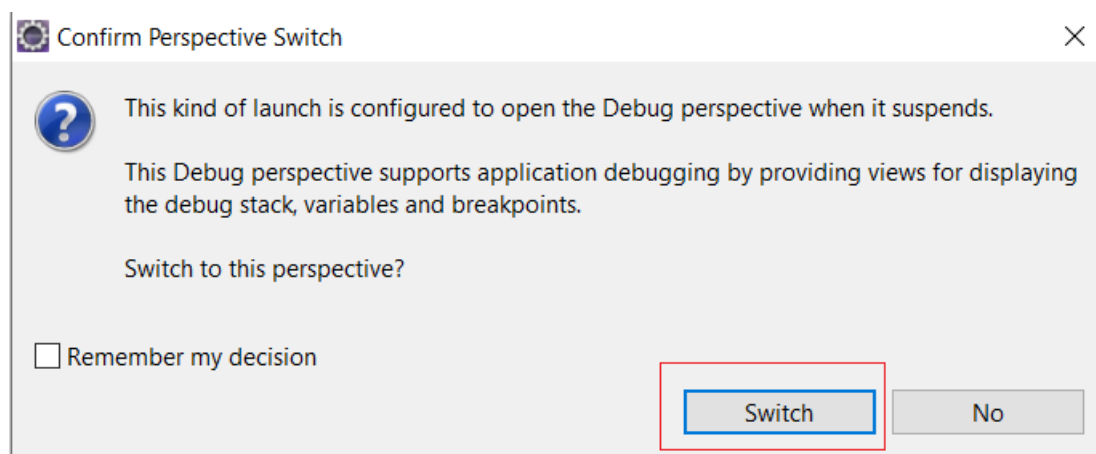 Confirm Perspective Switch
This kind of launch is configured to open the Debug perspective when it suspends.
This Debug perspective supports application debugging by providing views for displaying
the debug stack, variables and breakpoints.
Switch to this perspective?
Remember my decision
Switch
No